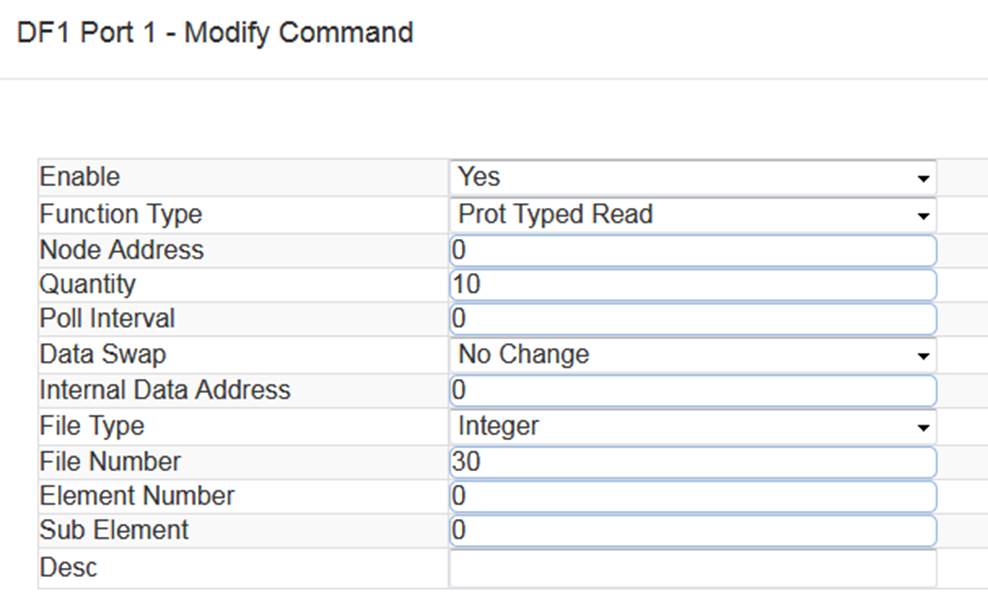 DF1 Port 1 - Modify Command
Enable Yes
Function Type Prot Typed Read
Node Address 0
Quantity 10
Poll Interval 0
Data Swap No Change
Internal Data Address 0
File Type Integer
File Number 30
Element Number 0
Sub Element 0
Desc